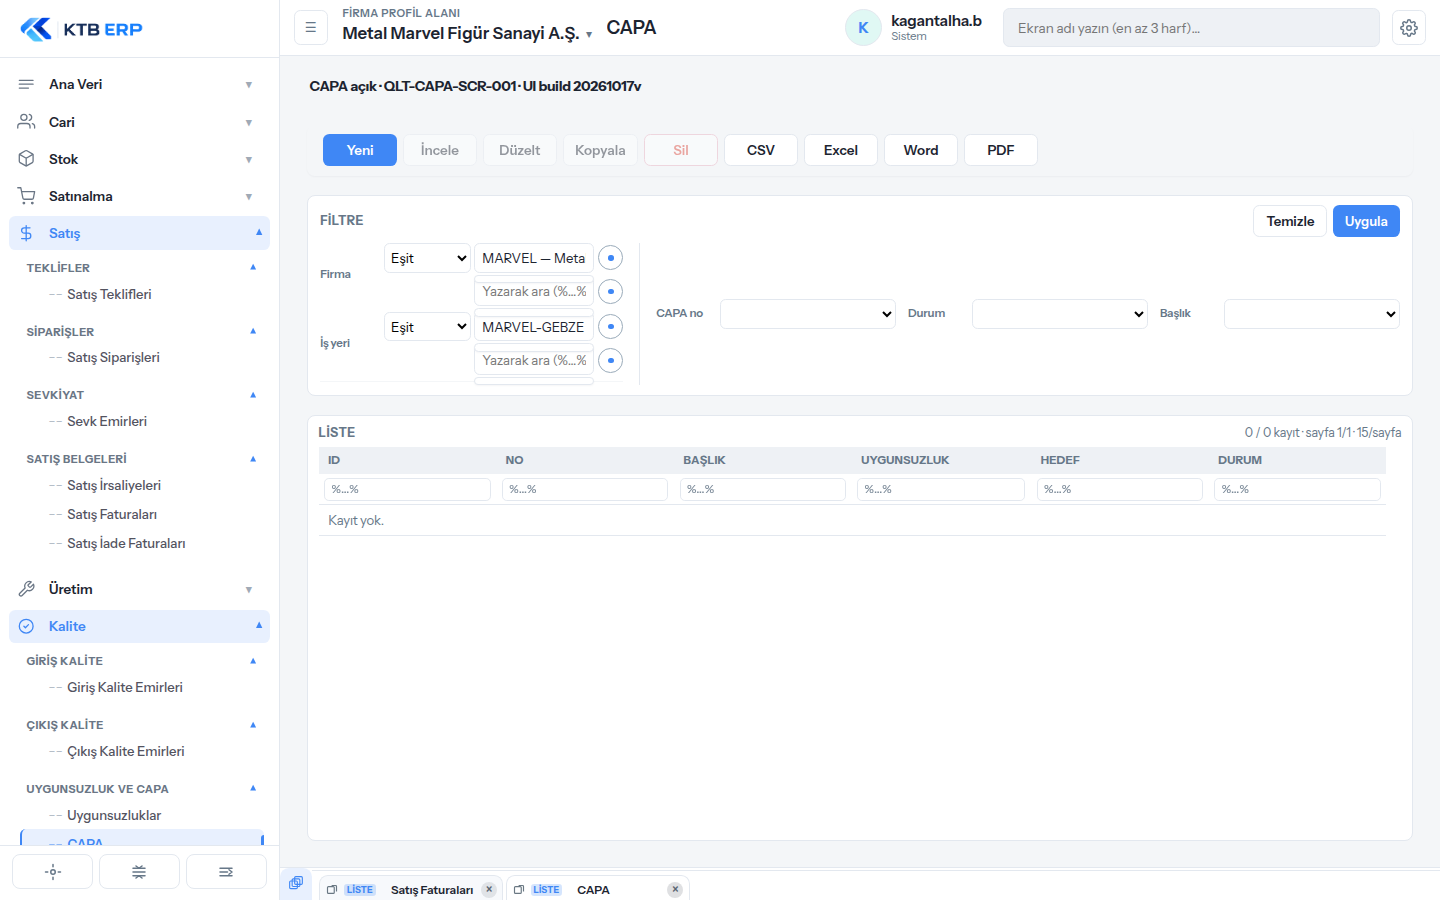 KTB ERP
Ana Veri
Cari
Stok
Satınalma
Satış
TEKLİFLER
Satış Teklifleri
SİPARİŞLER
Satış Siparişleri
SEVKİYAT
Sevk Emirleri
SATIŞ BELGELERİ
Satış İrsaliyeleri
Satış Faturaları
Satış İade Faturaları
Üretim
Kalite
GİRİŞ KALİTE
Giriş Kalite Emirleri
ÇIKIŞ KALİTE
Çıkış Kalite Emirleri
UYGUNSUZLUK VE CAPA
Uygunsuzluklar
CAPA
FİRMA PROFİL ALANI
Metal Marvel Figür Sanayi A.Ş. ▾ CAPA
K
kagantalha.b
Sistem
Ekran adı yazın (en az 3 harf)...
CAPA açık · QLT-CAPA-SCR-001 · UI build 20261017v
Yeni İncele Düzelt Kopyala Sil CSV Excel Word PDF
FİLTRE
Temizle Uygula
Firma Eşit MARVEL — Meta
Yazarak ara (%...%
İş yeri Eşit MARVEL-GEBZE
Yazarak ara (%...%
CAPA no Durum Başlık
LİSTE
0 / 0 kayıt · sayfa 1/1 · 15/sayfa
ID NO BAŞLIK UYGUNSUZLUK HEDEF DURUM
%...% %...% %...% %...% %...% %...%
Kayıt yok.
LİSTE Satış Faturaları ×
LİSTE CAPA ×